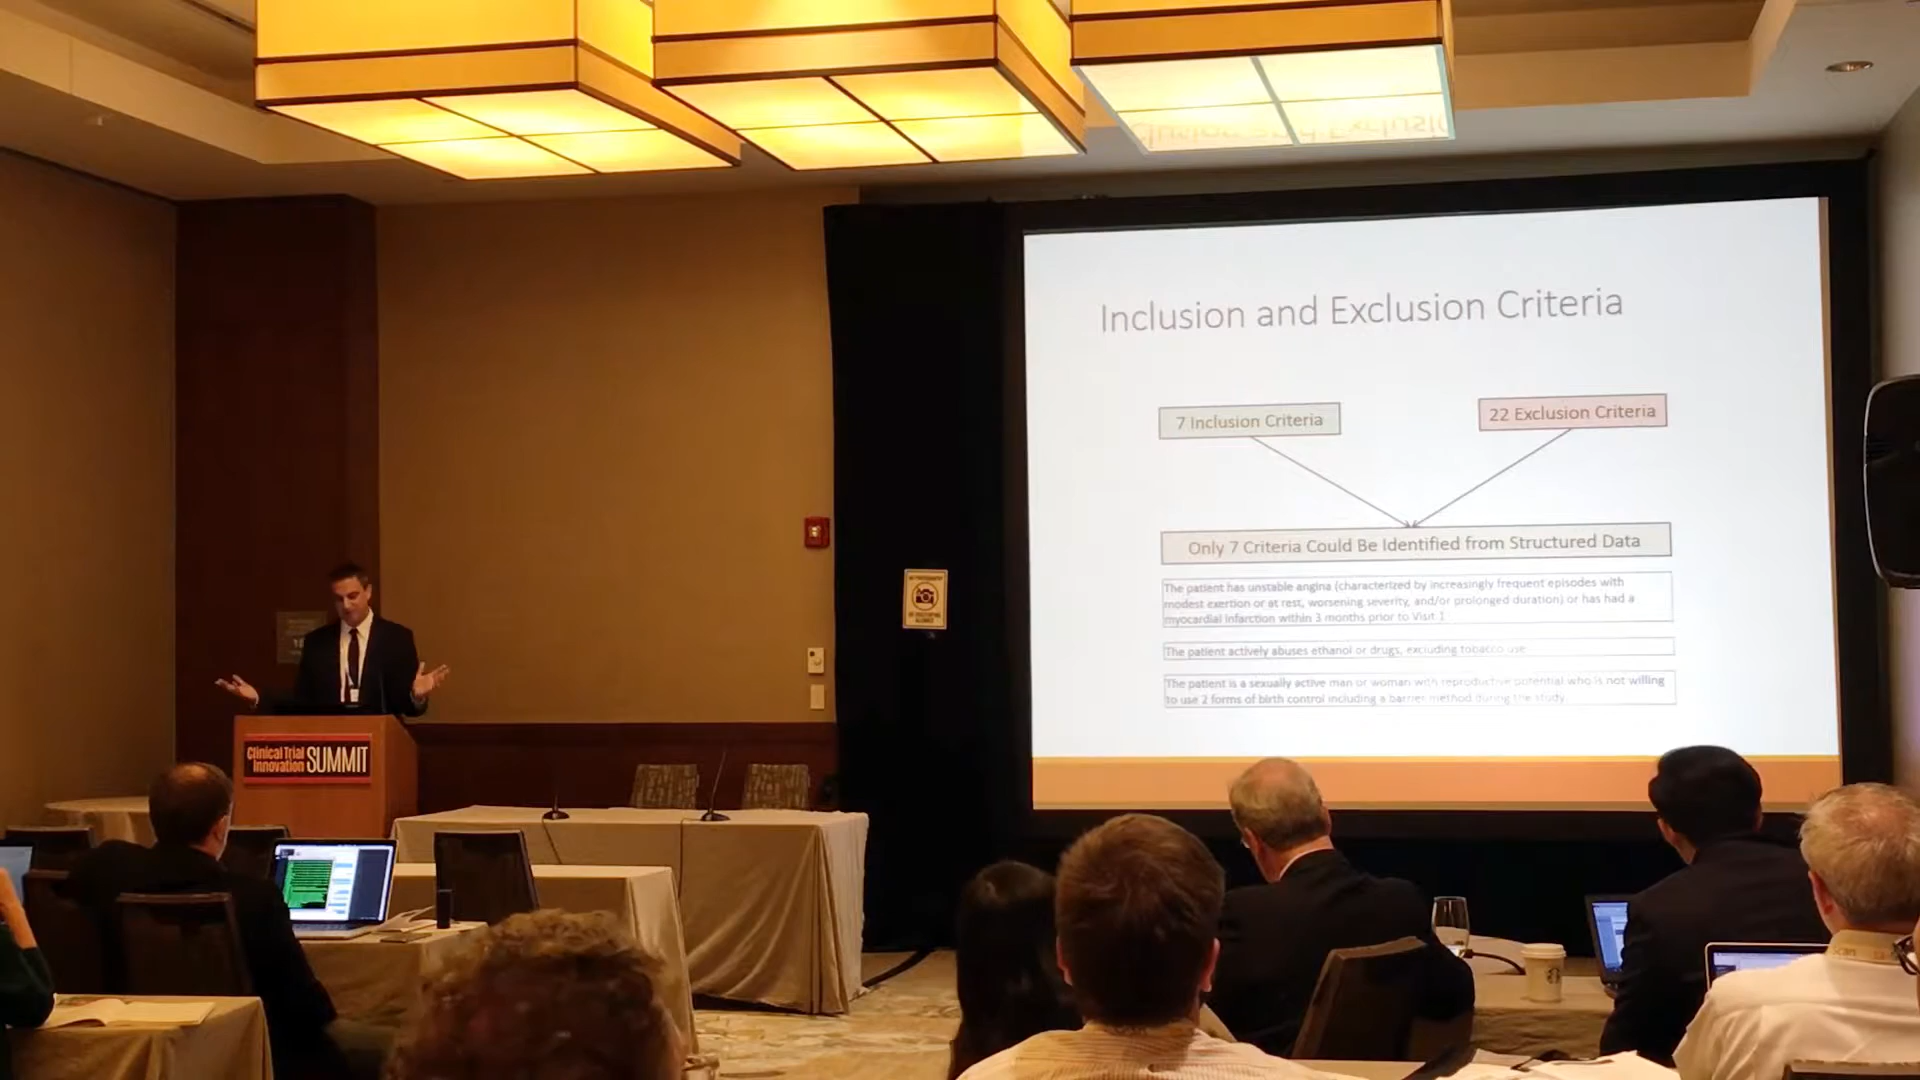 Inclusion and Exclusion Criteria
7 Inclusion Criteria
22 Exclusion Criteria
Only 7 Criteria Could Be Identified from Structured Data
The patient has unstable angina (characterized by increasingly frequent episodes with
modest exertion or at rest, worsening severity, and/or prolonged duration) or has had a
myocardial infarction within 3 months prior to Visit 1
The patient actively abuses ethanol or drugs, excluding tobacco use
The patient is a sexually active man or woman with reproductive potential who is not willing
to use 2 forms of birth control including a barrier method during the study.
Clinical Trial
Innovation
SUMMIT